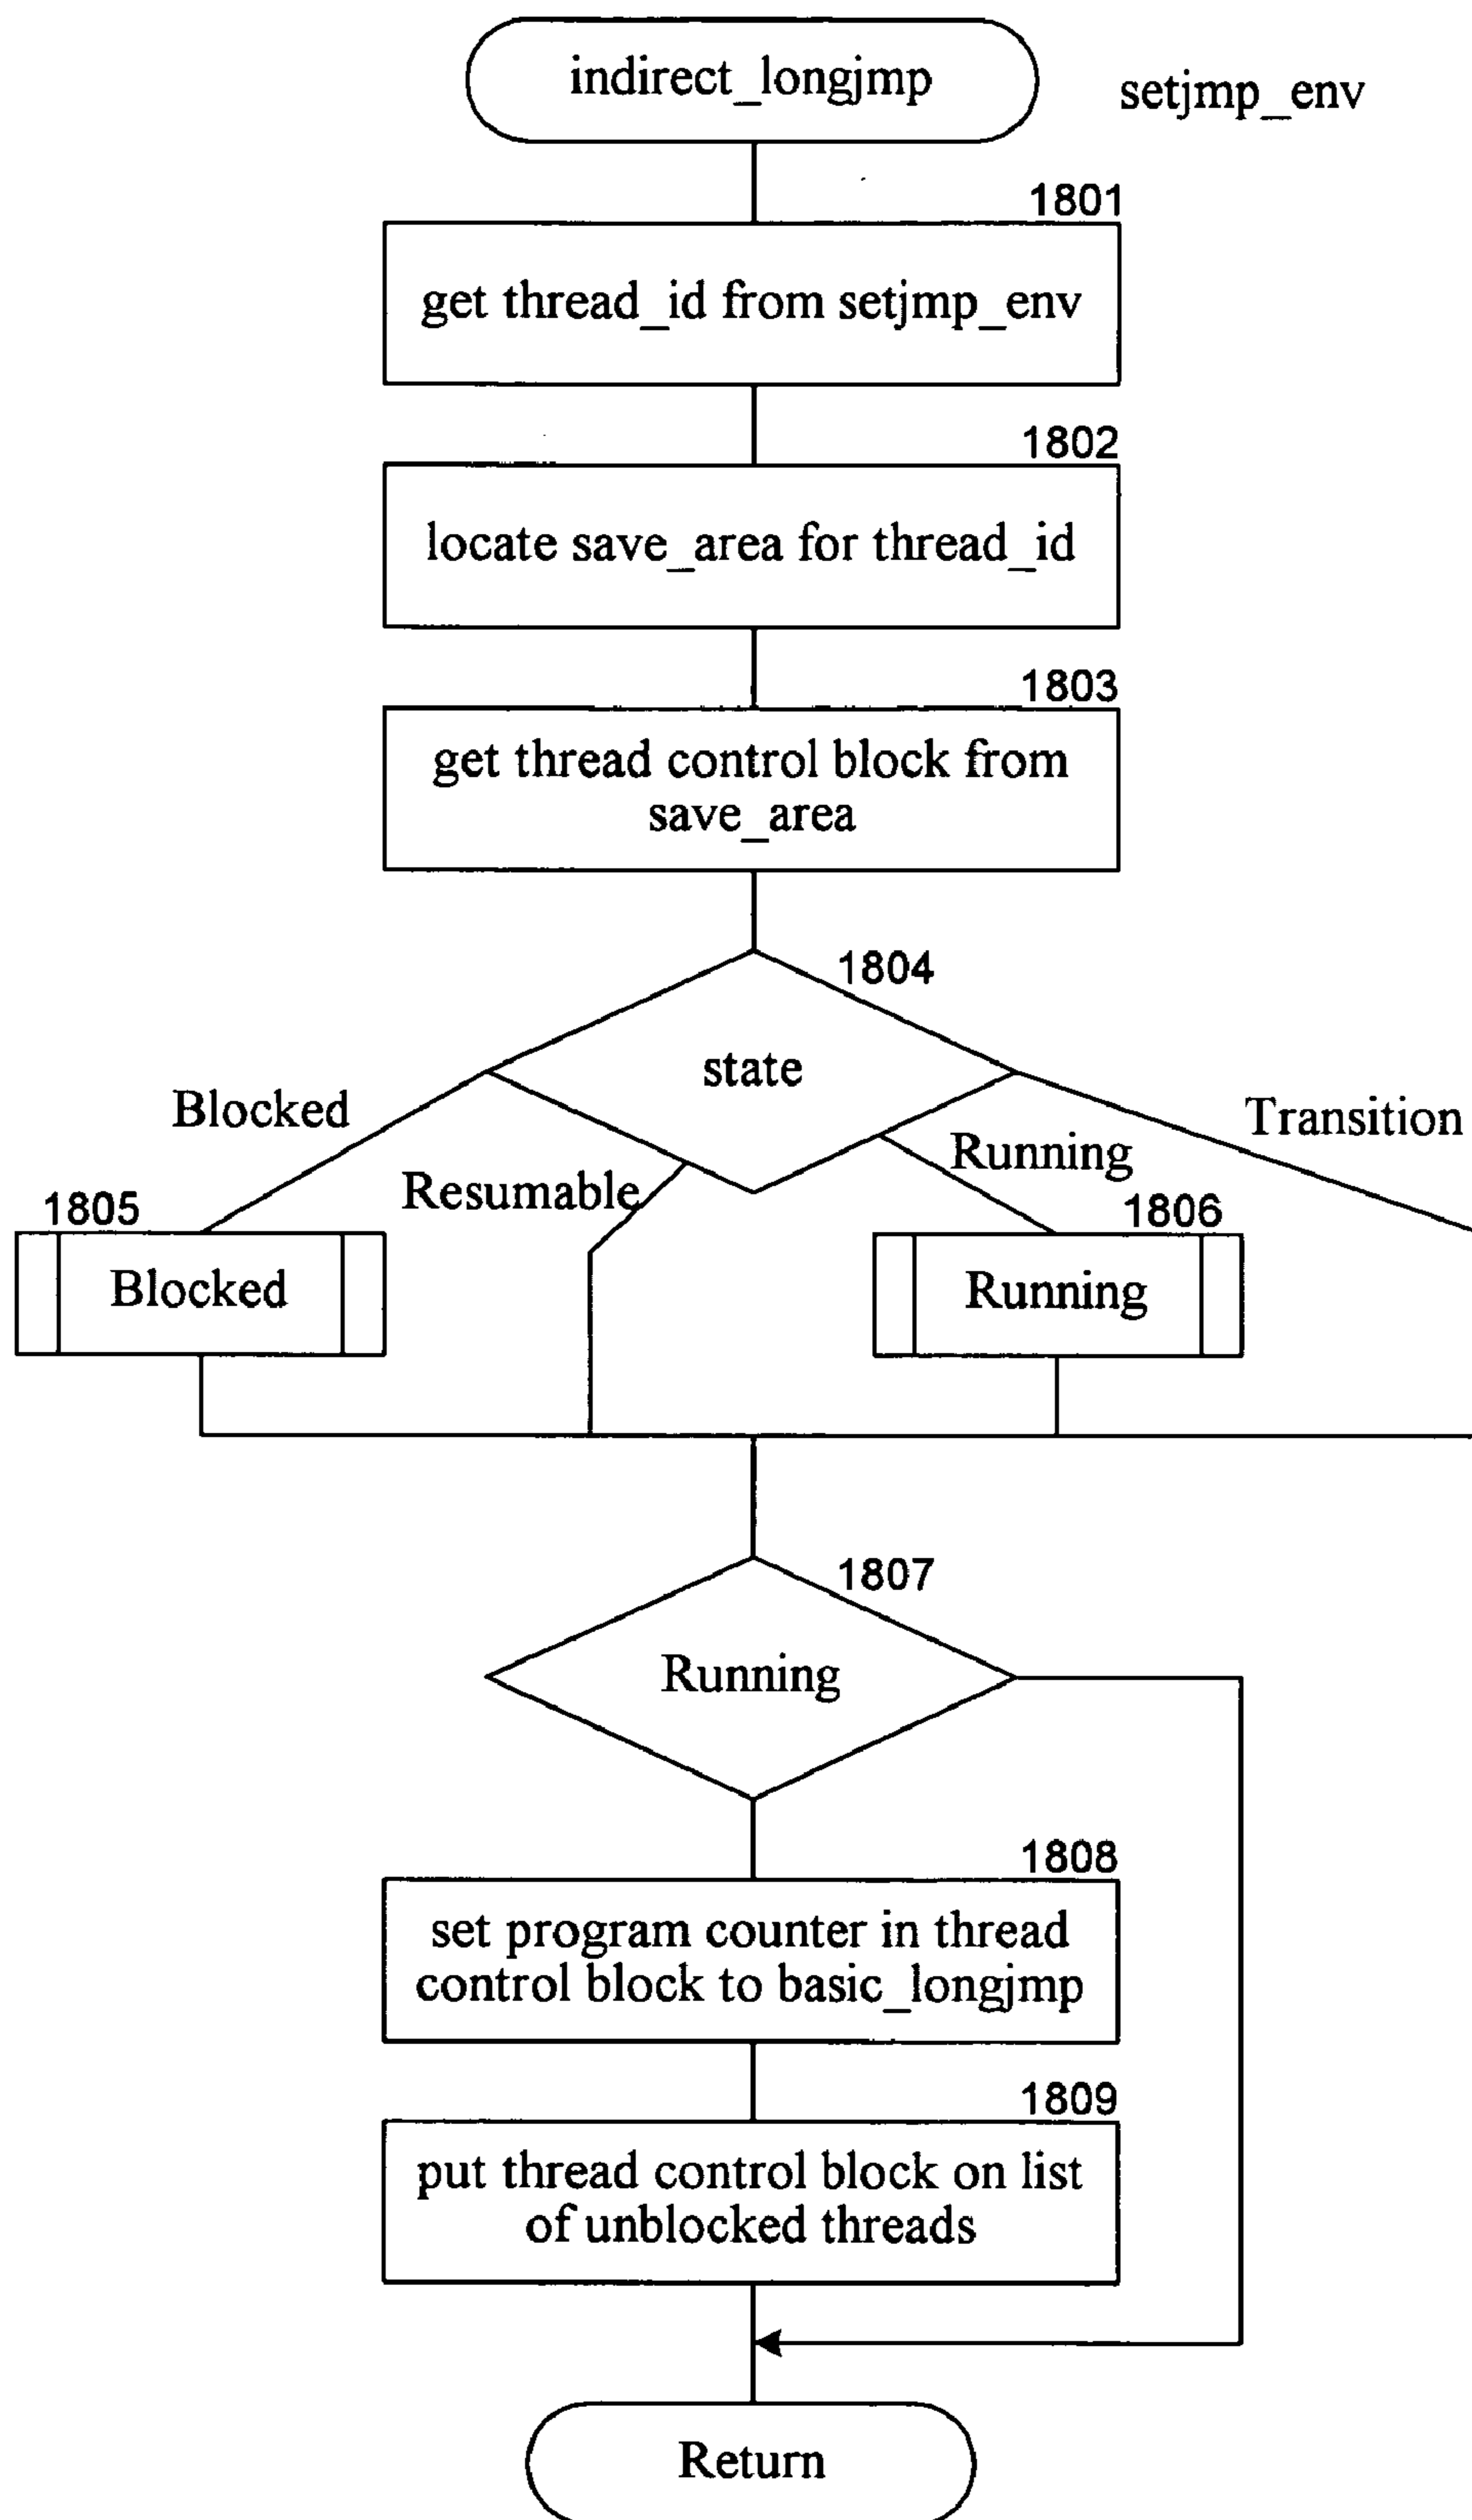 indirect_longjmp
setjmp_env
1801
get thread_id from setjmp_env
1802
locate save_area for thread_id
1803
get thread control block from
save_area
1804
state
Blocked
Transition
Running
Resumable
1805
1806
Blocked
Running
1807
Running
1808
set program counter in thread
control block to basic_longjmp
1809
put thread control block on list
of unblocked threads
Return